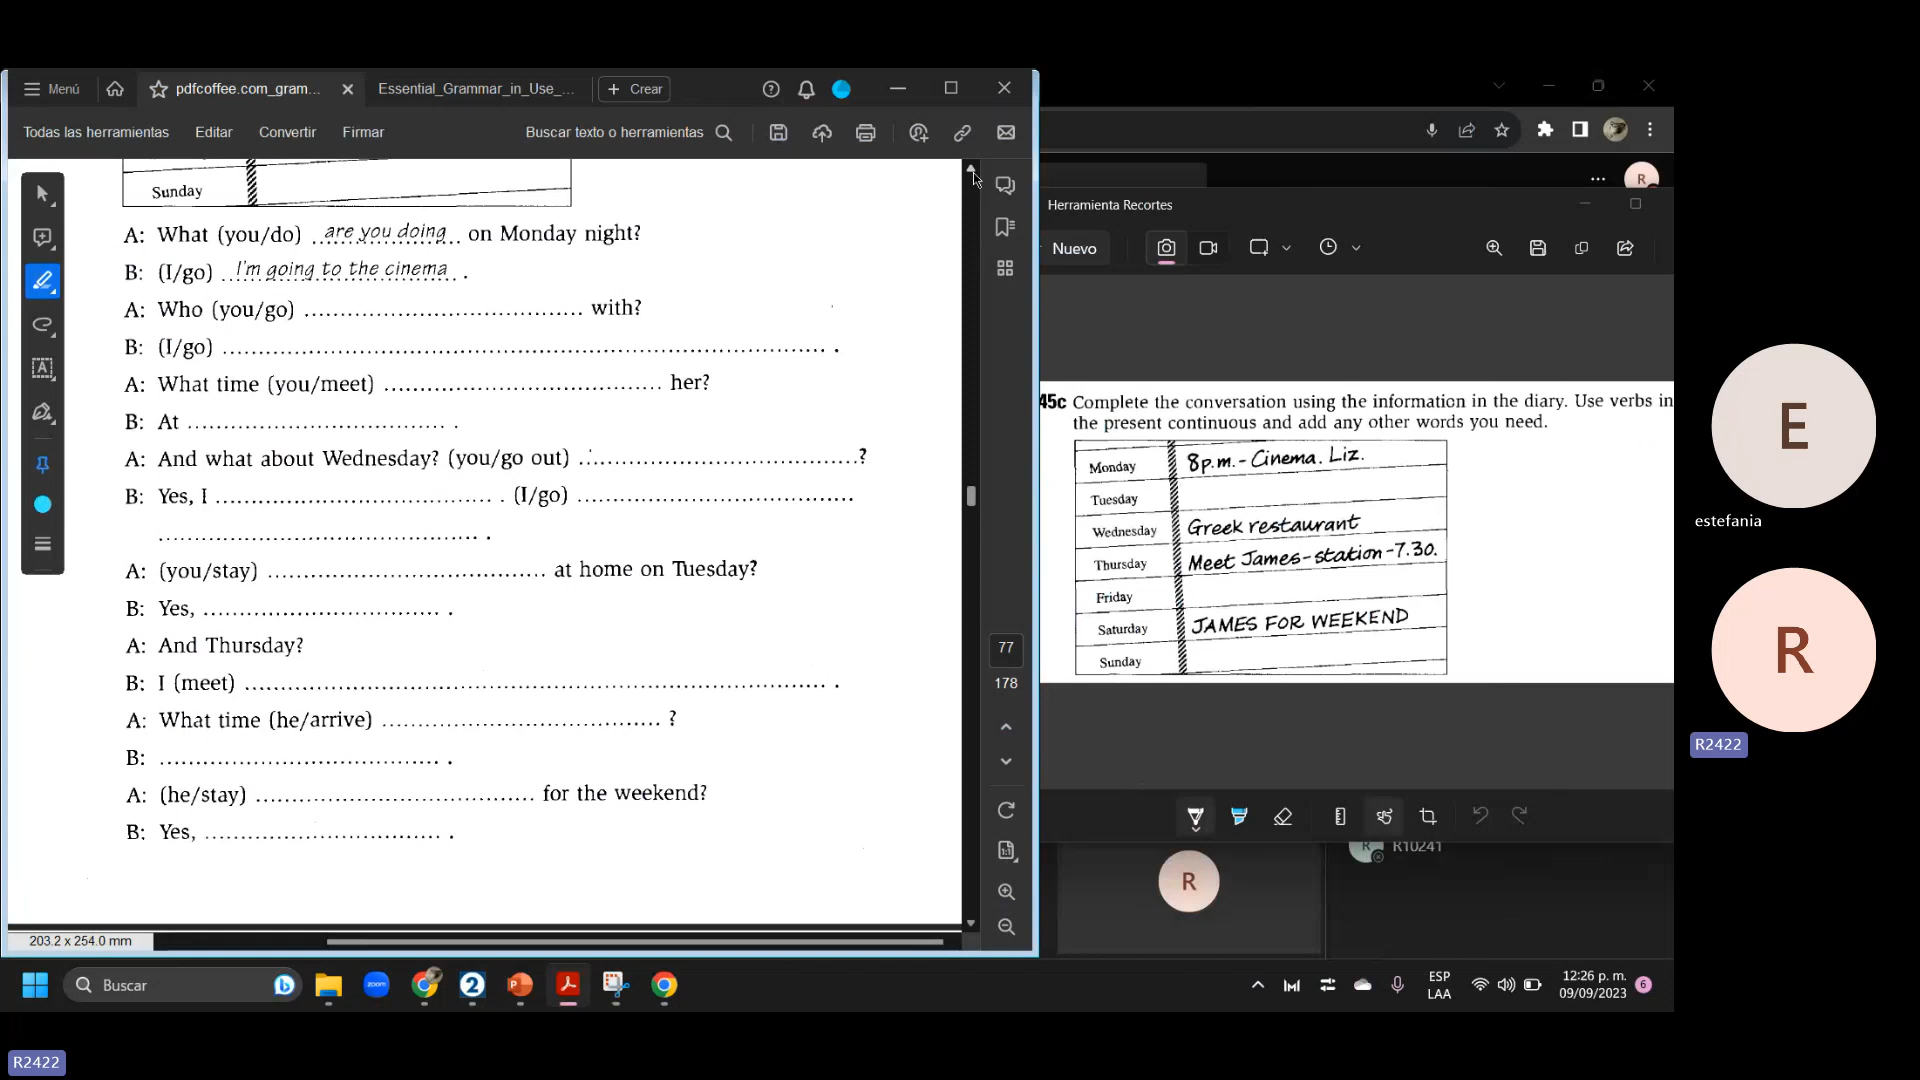 Menú
pdfcoffee.com_gram...
Essential_Grammar_in_Use_...
+ Crear
Todas las herramientas
Editar
Convertir
Firmar
Buscar texto o herramientas
Sunday
A: What (you/do) ..are you doing.. on Monday night?
B: (I/go) ..I'm going to the cinema.. .
A: Who (you/go) ...................................... with?
B: (I/go) ................................................................................... .
A: What time (you/meet) ...................................... her?
B: At .................................... .
A: And what about Wednesday? (you/go out) ......................................?
B: Yes, I ....................................... . (I/go) ......................................
............................................ .
A: (you/stay) ...................................... at home on Tuesday?
B: Yes, ................................. .
A: And Thursday?
B: I (meet) ................................................................................ .
A: What time (he/arrive) ...................................... ?
B: ....................................... .
A: (he/stay) ...................................... for the weekend?
B: Yes, ................................. .
77
178
203.2 x 254.0 mm
R
Herramienta Recortes
Nuevo
45c Complete the conversation using the information in the diary. Use verbs in
the present continuous and add any other words you need.
Monday 8p.m.- Cinema. Liz.
Tuesday
Wednesday Greek restaurant
Thursday Meet James-station-7.30.
Friday
Saturday JAMES FOR WEEKEND
Sunday
R
R R10241
E
estefania
R
R2422
Buscar
zoom
ESP
LAA
12:26 p. m.
09/09/2023
6
R2422